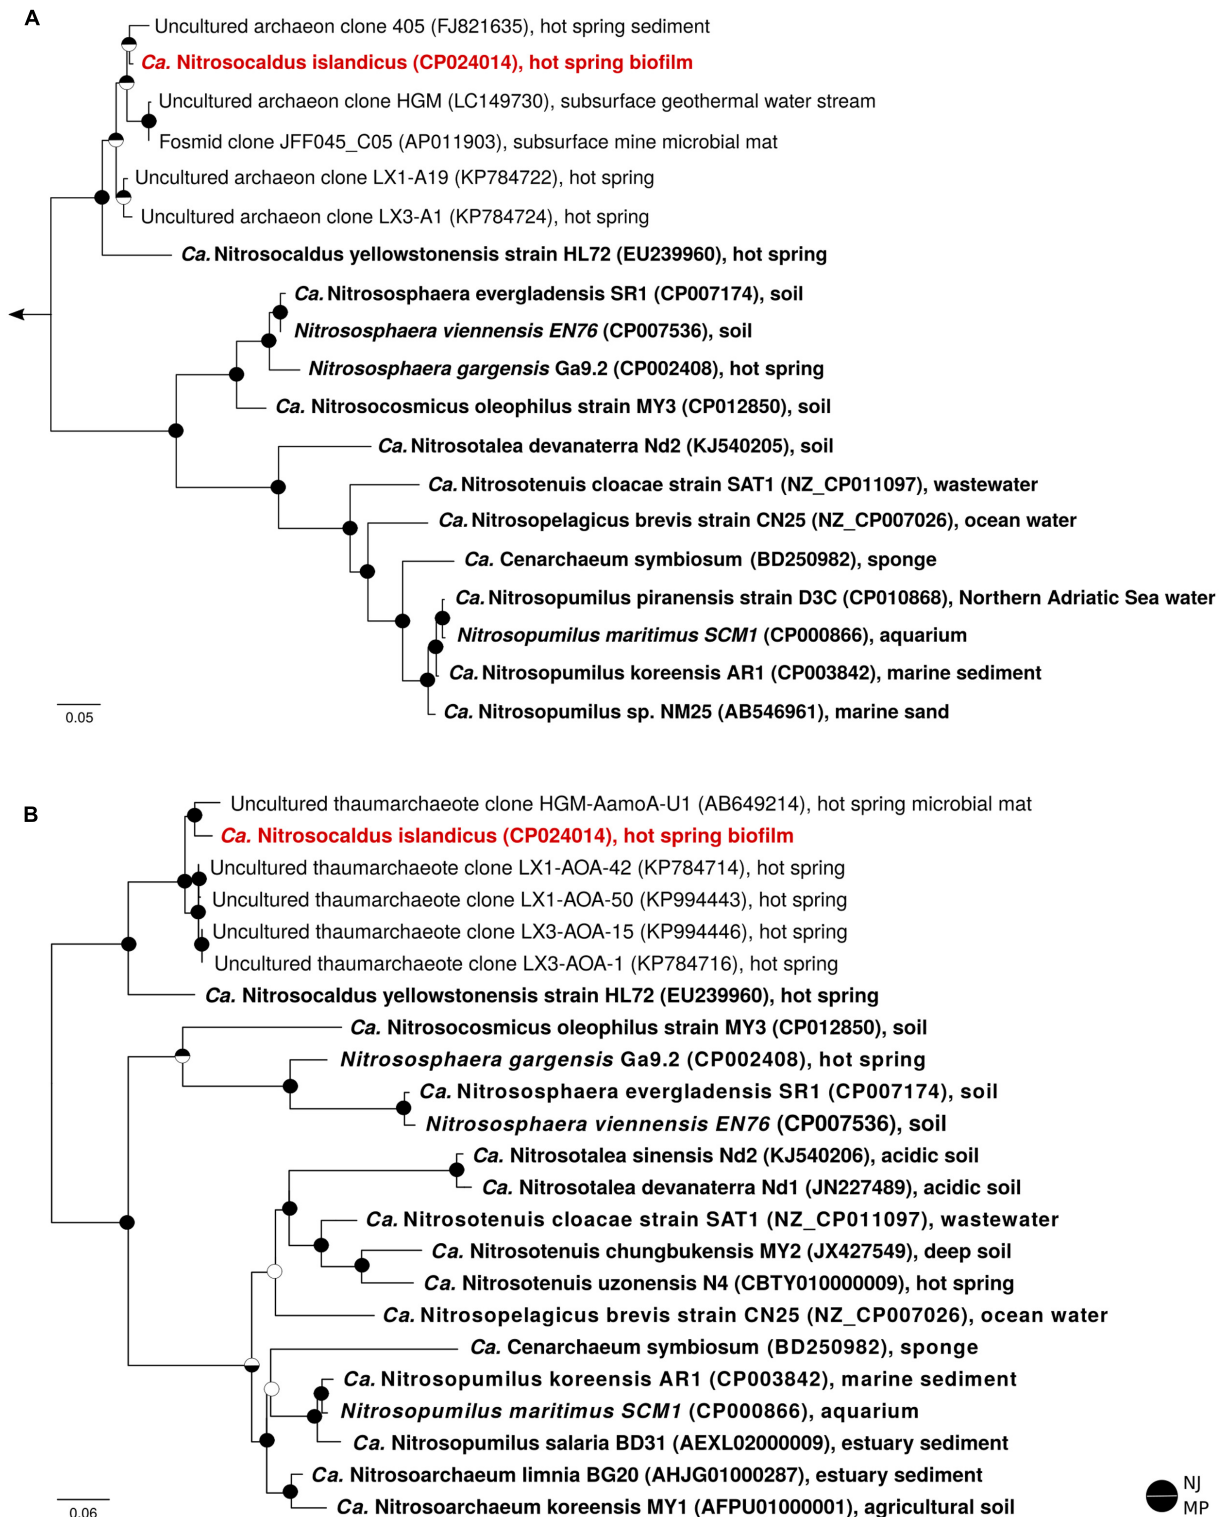 A
Uncultured archaeon clone 405 (FJ821635), hot spring sediment
Ca. Nitrosocaldus islandicus (CP024014), hot spring biofilm
Uncultured archaeon clone HGM (LC149730), subsurface geothermal water stream
Fosmid clone JFF045_C05 (AP011903), subsurface mine microbial mat
Uncultured archaeon clone LX1-A19 (KP784722), hot spring
Uncultured archaeon clone LX3-A1 (KP784724), hot spring
Ca. Nitrosocaldus yellowstonensis strain HL72 (EU239960), hot spring
Ca. Nitrososphaera evergladensis SR1 (CP007174), soil
Nitrososphaera viennensis EN76 (CP007536), soil
Nitrososphaera gargensis Ga9.2 (CP002408), hot spring
Ca. Nitrosocosmicus oleophilus strain MY3 (CP012850), soil
Ca. Nitrosotalea devanaterra Nd2 (KJ540205), soil
Ca. Nitrosotenuis cloacae strain SAT1 (NZ_CP011097), wastewater
Ca. Nitrosopelagicus brevis strain CN25 (NZ_CP007026), ocean water
Ca. Cenarchaeum symbiosum (BD250982), sponge
Ca. Nitrosopumilus piranensis strain D3C (CP010868), Northern Adriatic Sea water
Nitrosopumilus maritimus SCM1 (CP000866), aquarium
Ca. Nitrosopumilus koreensis AR1 (CP003842), marine sediment
Ca. Nitrosopumilus sp. NM25 (AB546961), marine sand
0.05
B
Uncultured thaumarchaeote clone HGM-AamoA-U1 (AB649214), hot spring microbial mat
Ca. Nitrosocaldus islandicus (CP024014), hot spring biofilm
Uncultured thaumarchaeote clone LX1-AOA-42 (KP784714), hot spring
Uncultured thaumarchaeote clone LX1-AOA-50 (KP994443), hot spring
Uncultured thaumarchaeote clone LX3-AOA-15 (KP994446), hot spring
Uncultured thaumarchaeote clone LX3-AOA-1 (KP784716), hot spring
Ca. Nitrosocaldus yellowstonensis strain HL72 (EU239960), hot spring
Ca. Nitrosocosmicus oleophilus strain MY3 (CP012850), soil
Nitrososphaera gargensis Ga9.2 (CP002408), hot spring
Ca. Nitrososphaera evergladensis SR1 (CP007174), soil
Nitrososphaera viennensis EN76 (CP007536), soil
Ca. Nitrosotalea sinensis Nd2 (KJ540206), acidic soil
Ca. Nitrosotalea devanaterra Nd1 (JN227489), acidic soil
Ca. Nitrosotenuis cloacae strain SAT1 (NZ_CP011097), wastewater
Ca. Nitrosotenuis chungbukensis MY2 (JX427549), deep soil
Ca. Nitrosotenuis uzonensis N4 (CBTY010000009), hot spring
Ca. Nitrosopelagicus brevis strain CN25 (NZ_CP007026), ocean water
Ca. Cenarchaeum symbiosum (BD250982), sponge
Ca. Nitrosopumilus koreensis AR1 (CP003842), marine sediment
Nitrosopumilus maritimus SCM1 (CP000866), aquarium
Ca. Nitrosopumilus salaria BD31 (AEXL02000009), estuary sediment
Ca. Nitrosoarchaeum limnia BG20 (AHJG01000287), estuary sediment
Ca. Nitrosoarchaeum koreensis MY1 (AFPU01000001), agricultural soil
0.06
NJ
MP